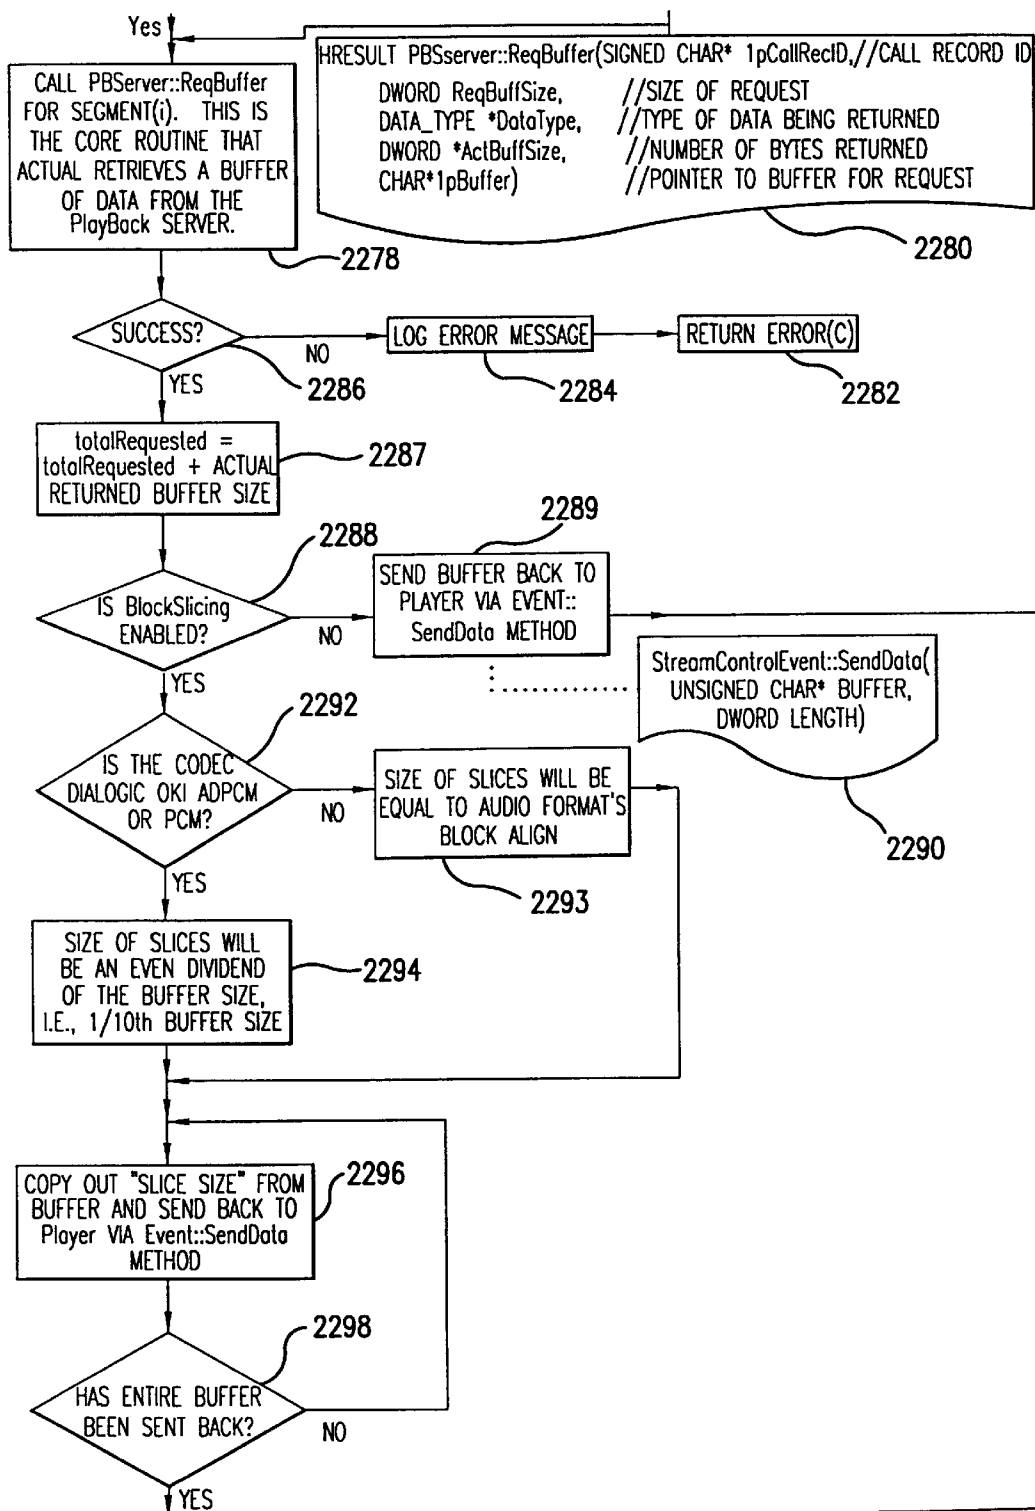 Yes
CALL PBServer::ReqBuffer
FOR SEGMENT(i). THIS IS
THE CORE ROUTINE THAT
ACTUAL RETRIEVES A BUFFER
OF DATA FROM THE
PlayBack SERVER.
2278
HRESULT PBSserver::ReqBuffer(SIGNED CHAR* 1pCallRecID,//CALL RECORD ID
DWORD ReqBuffSize, //SIZE OF REQUEST
DATA_TYPE *DataType, //TYPE OF DATA BEING RETURNED
DWORD *ActBuffSize, //NUMBER OF BYTES RETURNED
CHAR*1pBuffer) //POINTER TO BUFFER FOR REQUEST
2280
SUCCESS?
NO
YES
2286
LOG ERROR MESSAGE
2284
RETURN ERROR(C)
2282
totalRequested =
totalRequested + ACTUAL
RETURNED BUFFER SIZE
2287
IS BlockSlicing
ENABLED?
2288
NO
YES
2289
SEND BUFFER BACK TO
PLAYER VIA EVENT::
SendData METHOD
StreamControlEvent::SendData(
UNSIGNED CHAR* BUFFER,
DWORD LENGTH)
2290
2292
IS THE CODEC
DIALOGIC OKI ADPCM
OR PCM?
NO
YES
SIZE OF SLICES WILL BE
EQUAL TO AUDIO FORMAT'S
BLOCK ALIGN
2293
SIZE OF SLICES WILL
BE AN EVEN DIVIDEND
OF THE BUFFER SIZE,
I.E., 1/10th BUFFER SIZE
2294
COPY OUT "SLICE SIZE" FROM
BUFFER AND SEND BACK TO
Player VIA Event::SendData
METHOD
2296
2298
HAS ENTIRE BUFFER
BEEN SENT BACK?
NO
YES